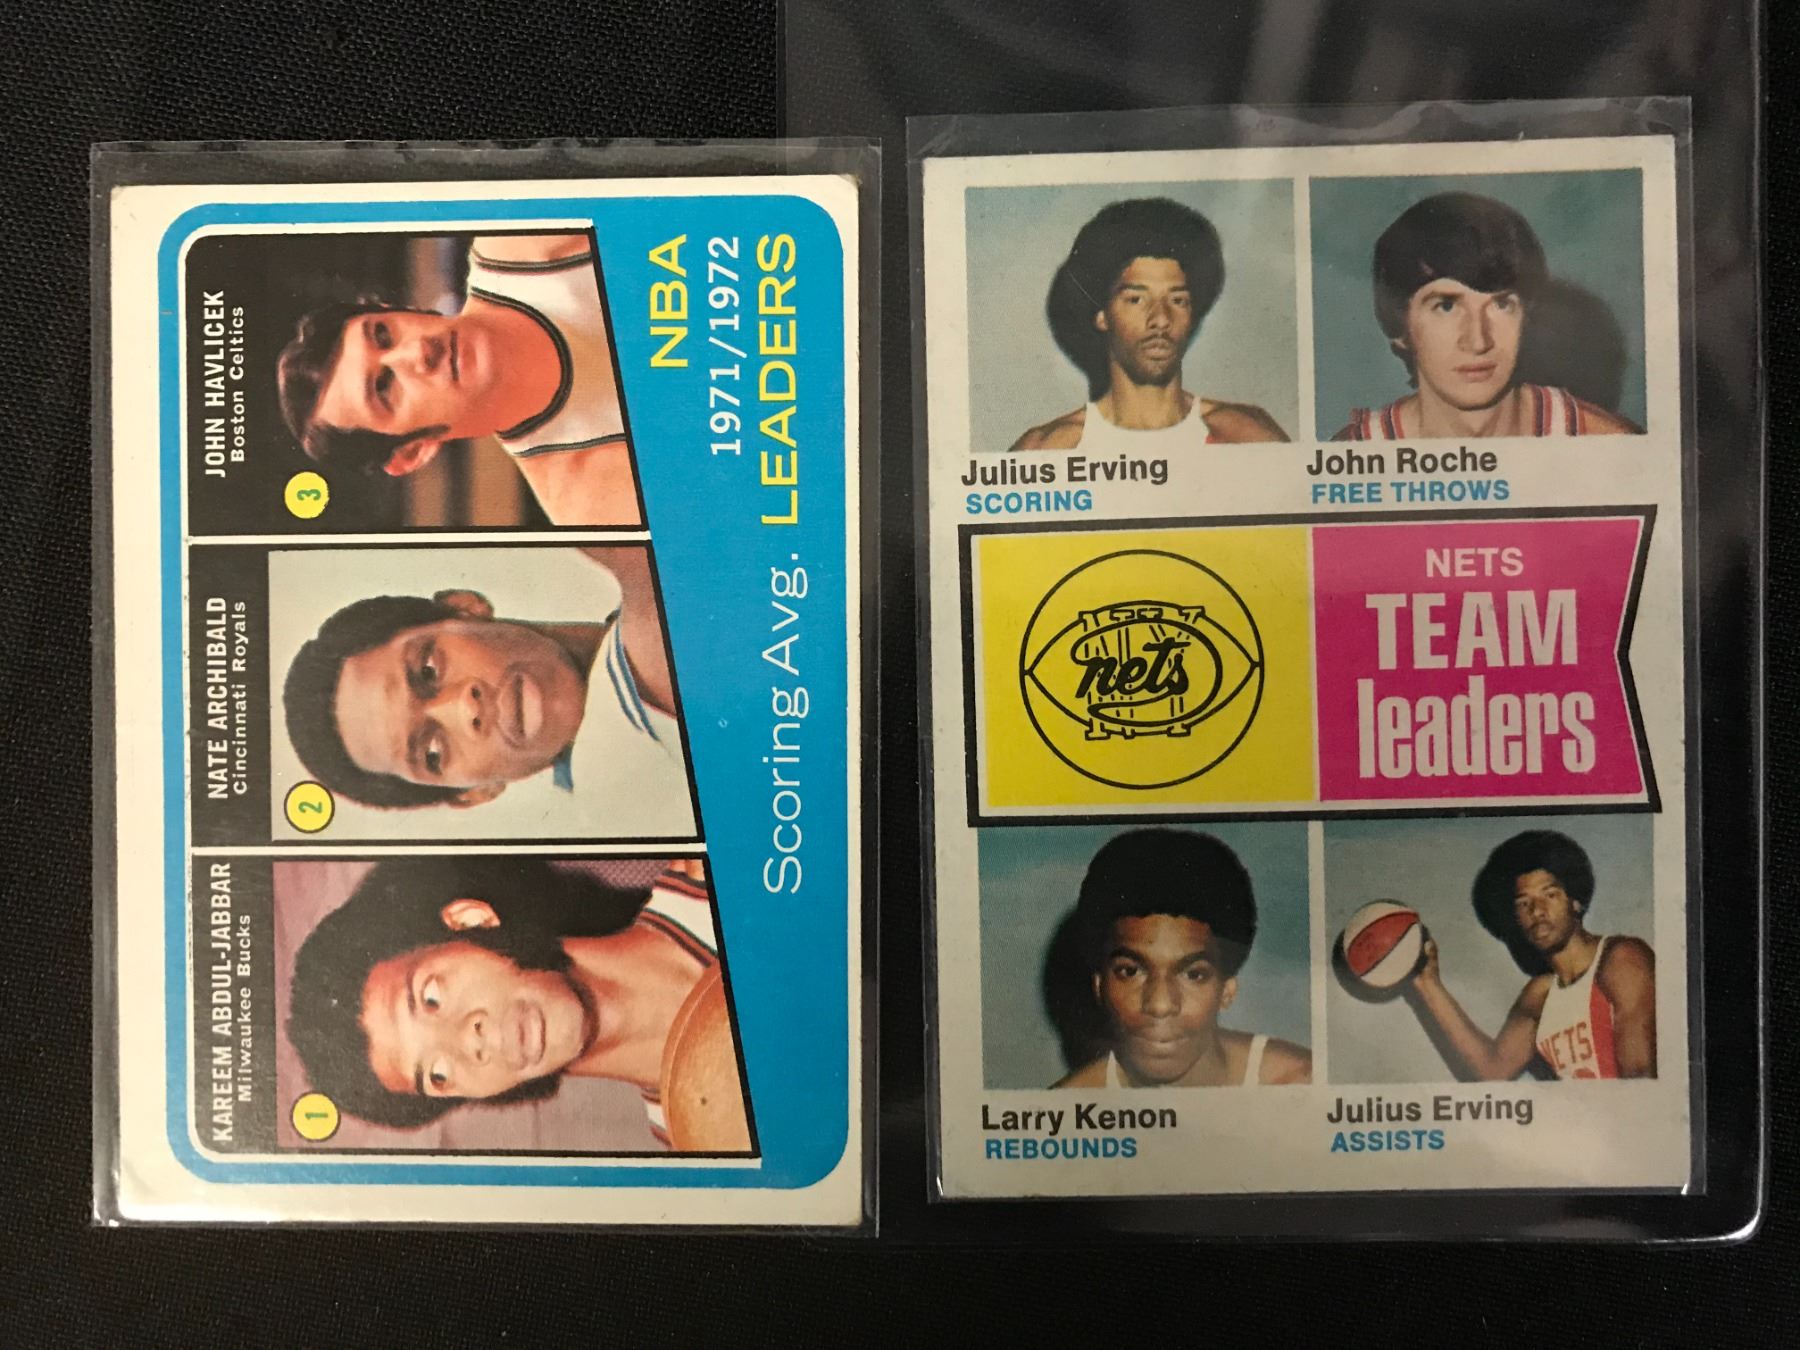 NBA
1971/1972
Scoring Avg. LEADERS
KAREEM ABDUL-JABBAR
Milwaukee Bucks
1
NATE ARCHIBALD
Cincinnati Royals
2
JOHN HAVLICEK
Boston Celtics
3
Julius Erving
SCORING
John Roche
FREE THROWS
nets
NETS
TEAM
leaders
Larry Kenon
REBOUNDS
NETS
Julius Erving
ASSISTS